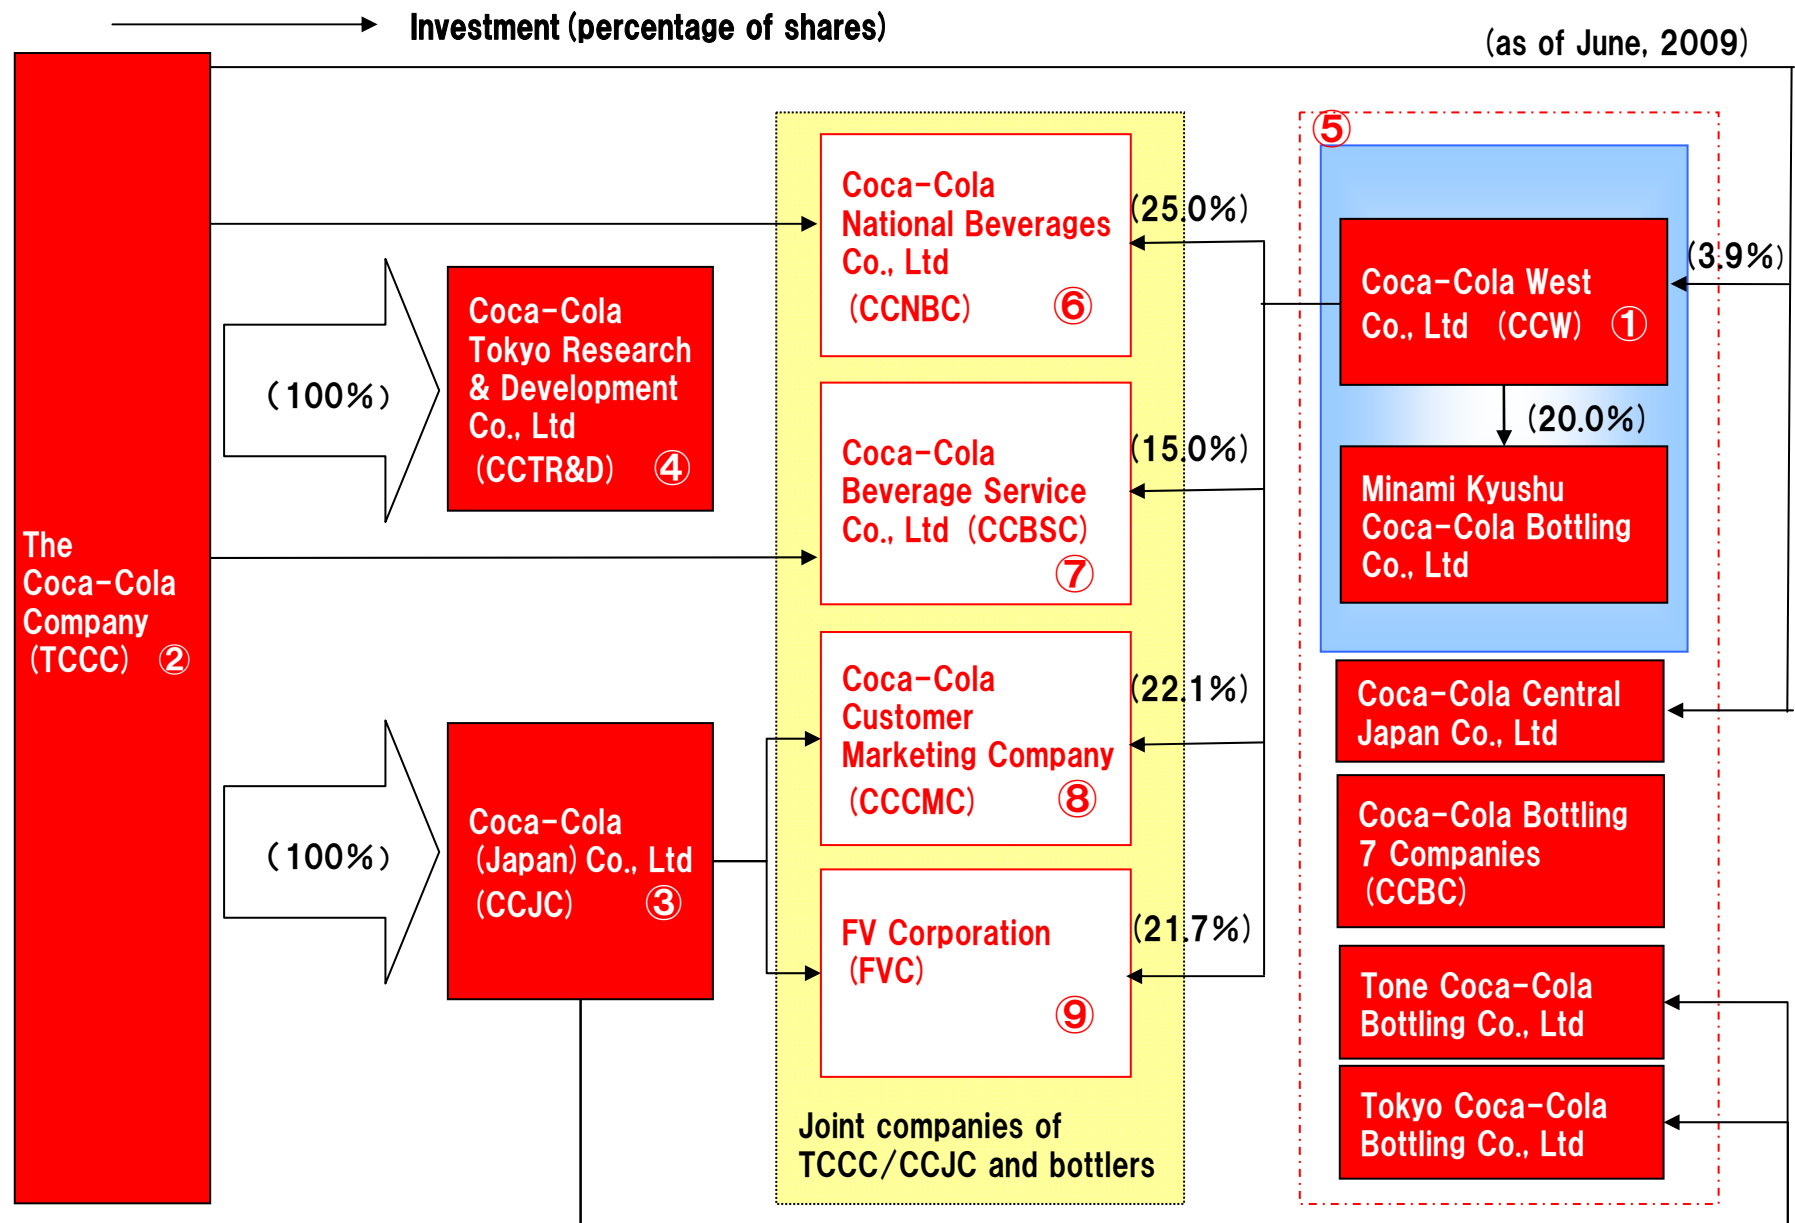 Investment (percentage of shares)
(as of June, 2009)
The
Coca-Cola
Company
(TCCC) ②
(100%)
Coca-Cola
Tokyo Research
& Development
Co., Ltd
(CCTR&D) ④
(100%)
Coca-Cola
(Japan) Co., Ltd
(CCJC) ③
Coca-Cola
National Beverages
Co., Ltd
(CCNBC) ⑥
(25.0%)
Coca-Cola
Beverage Service
Co., Ltd (CCBSC)
⑦
(15.0%)
Coca-Cola
Customer
Marketing Company
(CCCMC) ⑧
(22.1%)
FV Corporation
(FVC)
⑨
(21.7%)
Joint companies of
TCCC/CCJC and bottlers
⑤
Coca-Cola West
Co., Ltd (CCW) ①
(3.9%)
(20.0%)
Minami Kyushu
Coca-Cola Bottling
Co., Ltd
Coca-Cola Central
Japan Co., Ltd
Coca-Cola Bottling
7 Companies
(CCBC)
Tone Coca-Cola
Bottling Co., Ltd
Tokyo Coca-Cola
Bottling Co., Ltd